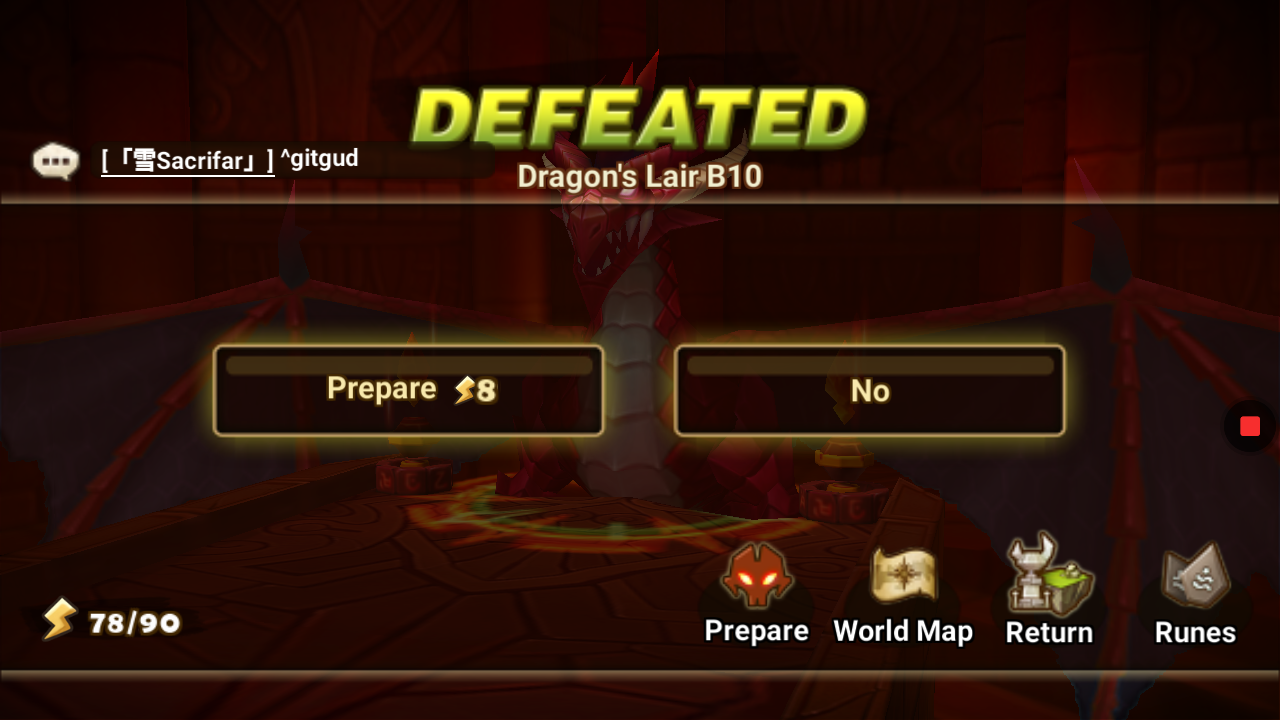 DEFEATED
[「雪Sacrifar」] ^gitgud
Dragon's Lair B10
Prepare 8
No
78/90
Prepare
World Map
Return
Runes